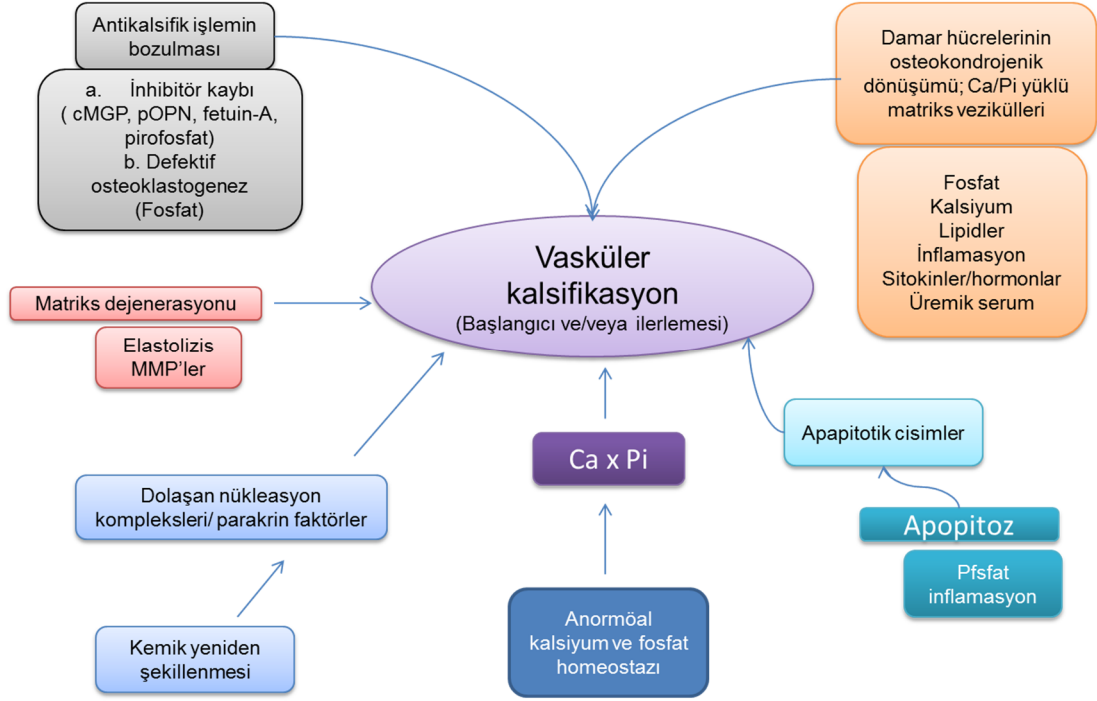 Antikalsifik işlemin
bozulması
a. İnhibitör kaybı
( cMGP, pOPN, fetuin-A,
pirofosfat)
b. Defektif
osteoklastogenez
(Fosfat)
Damar hücrelerinin
osteokondrojenik
dönüşümü; Ca/Pi yüklü
matriks vezikülleri
Fosfat
Kalsiyum
Lipidler
İnflamasyon
Sitokinler/hormonlar
Üremik serum
Vasküler
kalsifikasyon
(Başlangıcı ve/veya ilerlemesi)
Matriks dejenerasyonu
Elastolizis
MMP'ler
Dolaşan nükleasyon
kompleksleri/ parakrin faktörler
Kemik yeniden
şekillenmesi
Ca x Pi
Anormöal
kalsiyum ve fosfat
homeostazı
Apapitotik cisimler
Apopitoz
Pfsfat
inflamasyon